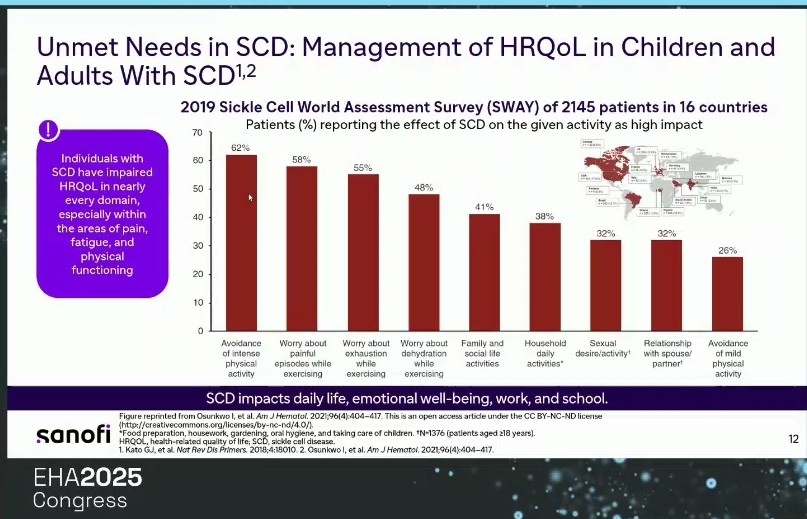 Unmet Needs in SCD: Management of HRQoL in Children and
Adults With SCD1,2
2019 Sickle Cell World Assessment Survey (SWAY) of 2145 patients in 16 countries
Patients (%) reporting the effect of SCD on the given activity as high impact
!
Individuals with
SCD have impaired
HRQoL in nearly
every domain,
especially within
the areas of pain,
fatigue, and
physical
functioning
70
60
50
40
30
20
10
0
62%
58%
55%
48%
41%
38%
32%
32%
26%
Avoidance
of intense
physical
activity
Worry about
painful
episodes while
exercising
Worry about
exhaustion
while
exercising
Worry about
dehydration
while
exercising
Family and
social life
activities
Household
daily
activities*
Sexual
desire/activity†
Relationship
with spouse/
partner†
Avoidance
of mild
physical
activity
SCD impacts daily life, emotional well-being, work, and school.
sanofi
Figure reprinted from Osunkwo I, et al. Am J Hematol. 2021;96(4):404–417. This is an open access article under the CC BY-NC-ND license
(http://creativecommons.org/licenses/by-nc-nd/4.0/).
*Food preparation, housework, gardening, oral hygiene, and taking care of children. †N=1376 (patients aged ≥18 years).
HRQOL, health-related quality of life; SCD, sickle cell disease.
1. Kato GJ, et al. Nat Rev Dis Primers. 2018;4:18010. 2. Osunkwo I, et al. Am J Hematol. 2021;96(4):404–417.
12
EHA2025
Congress